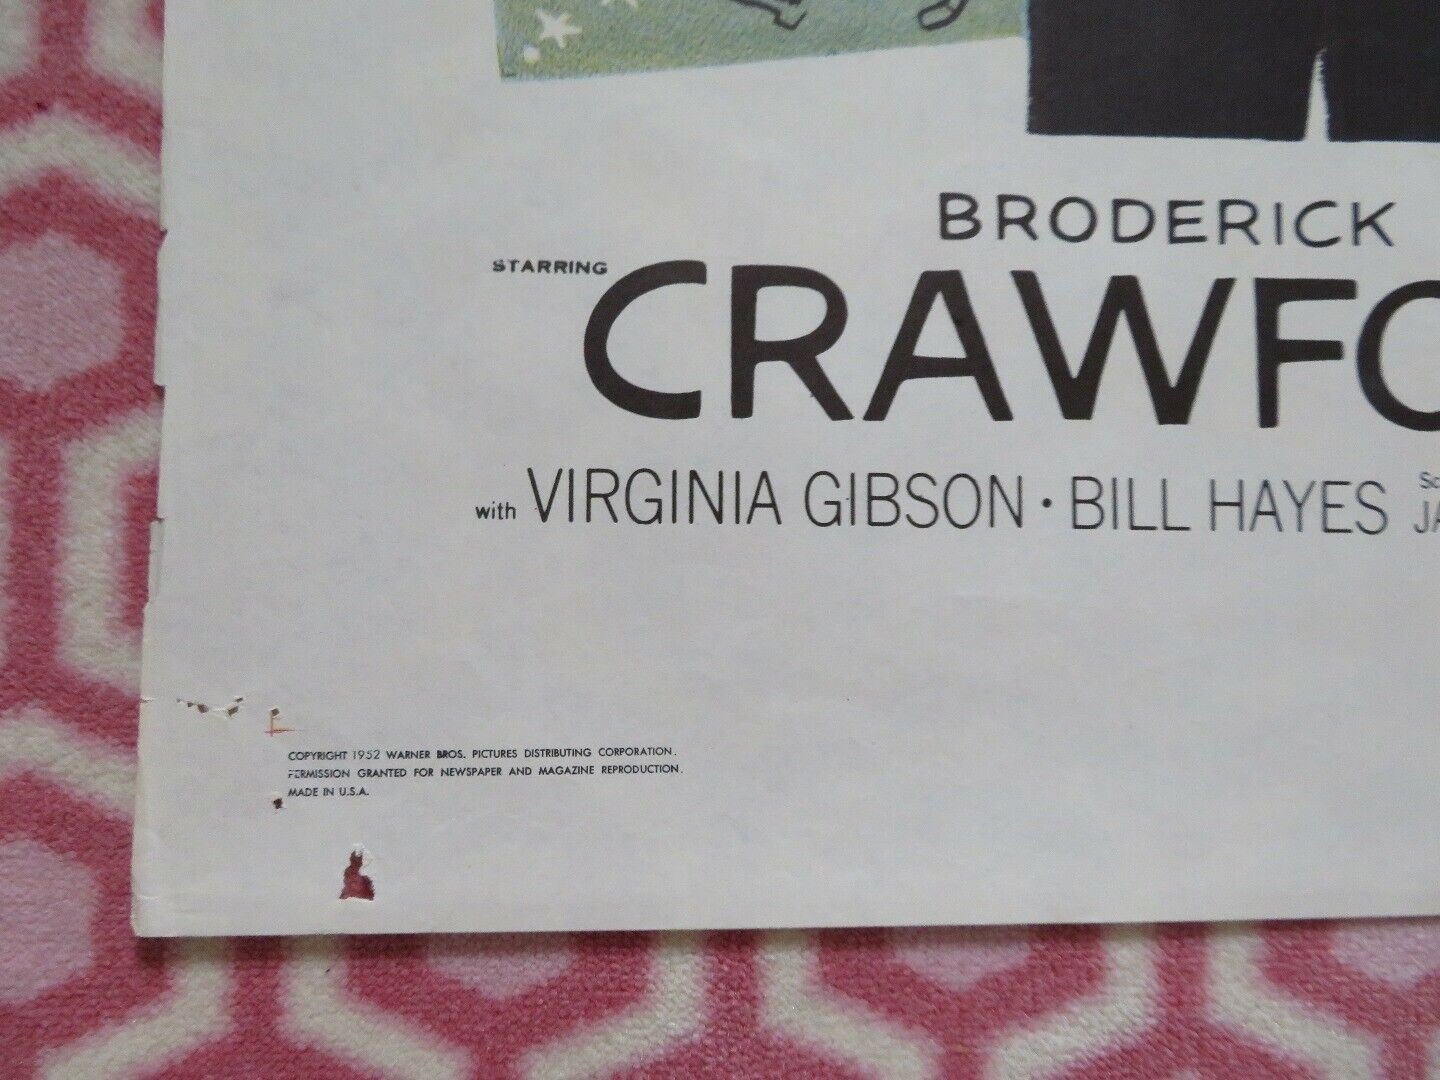 BRODERICK
STARRING CRAWFO
with VIRGINIA GIBSON • BILL HAYES
COPYRIGHT 1952 WARNER BROS. PICTURES DISTRIBUTING CORPORATION.
PERMISSION GRANTED FOR NEWSPAPER AND MAGAZINE REPRODUCTION.
MADE IN U.S.A.